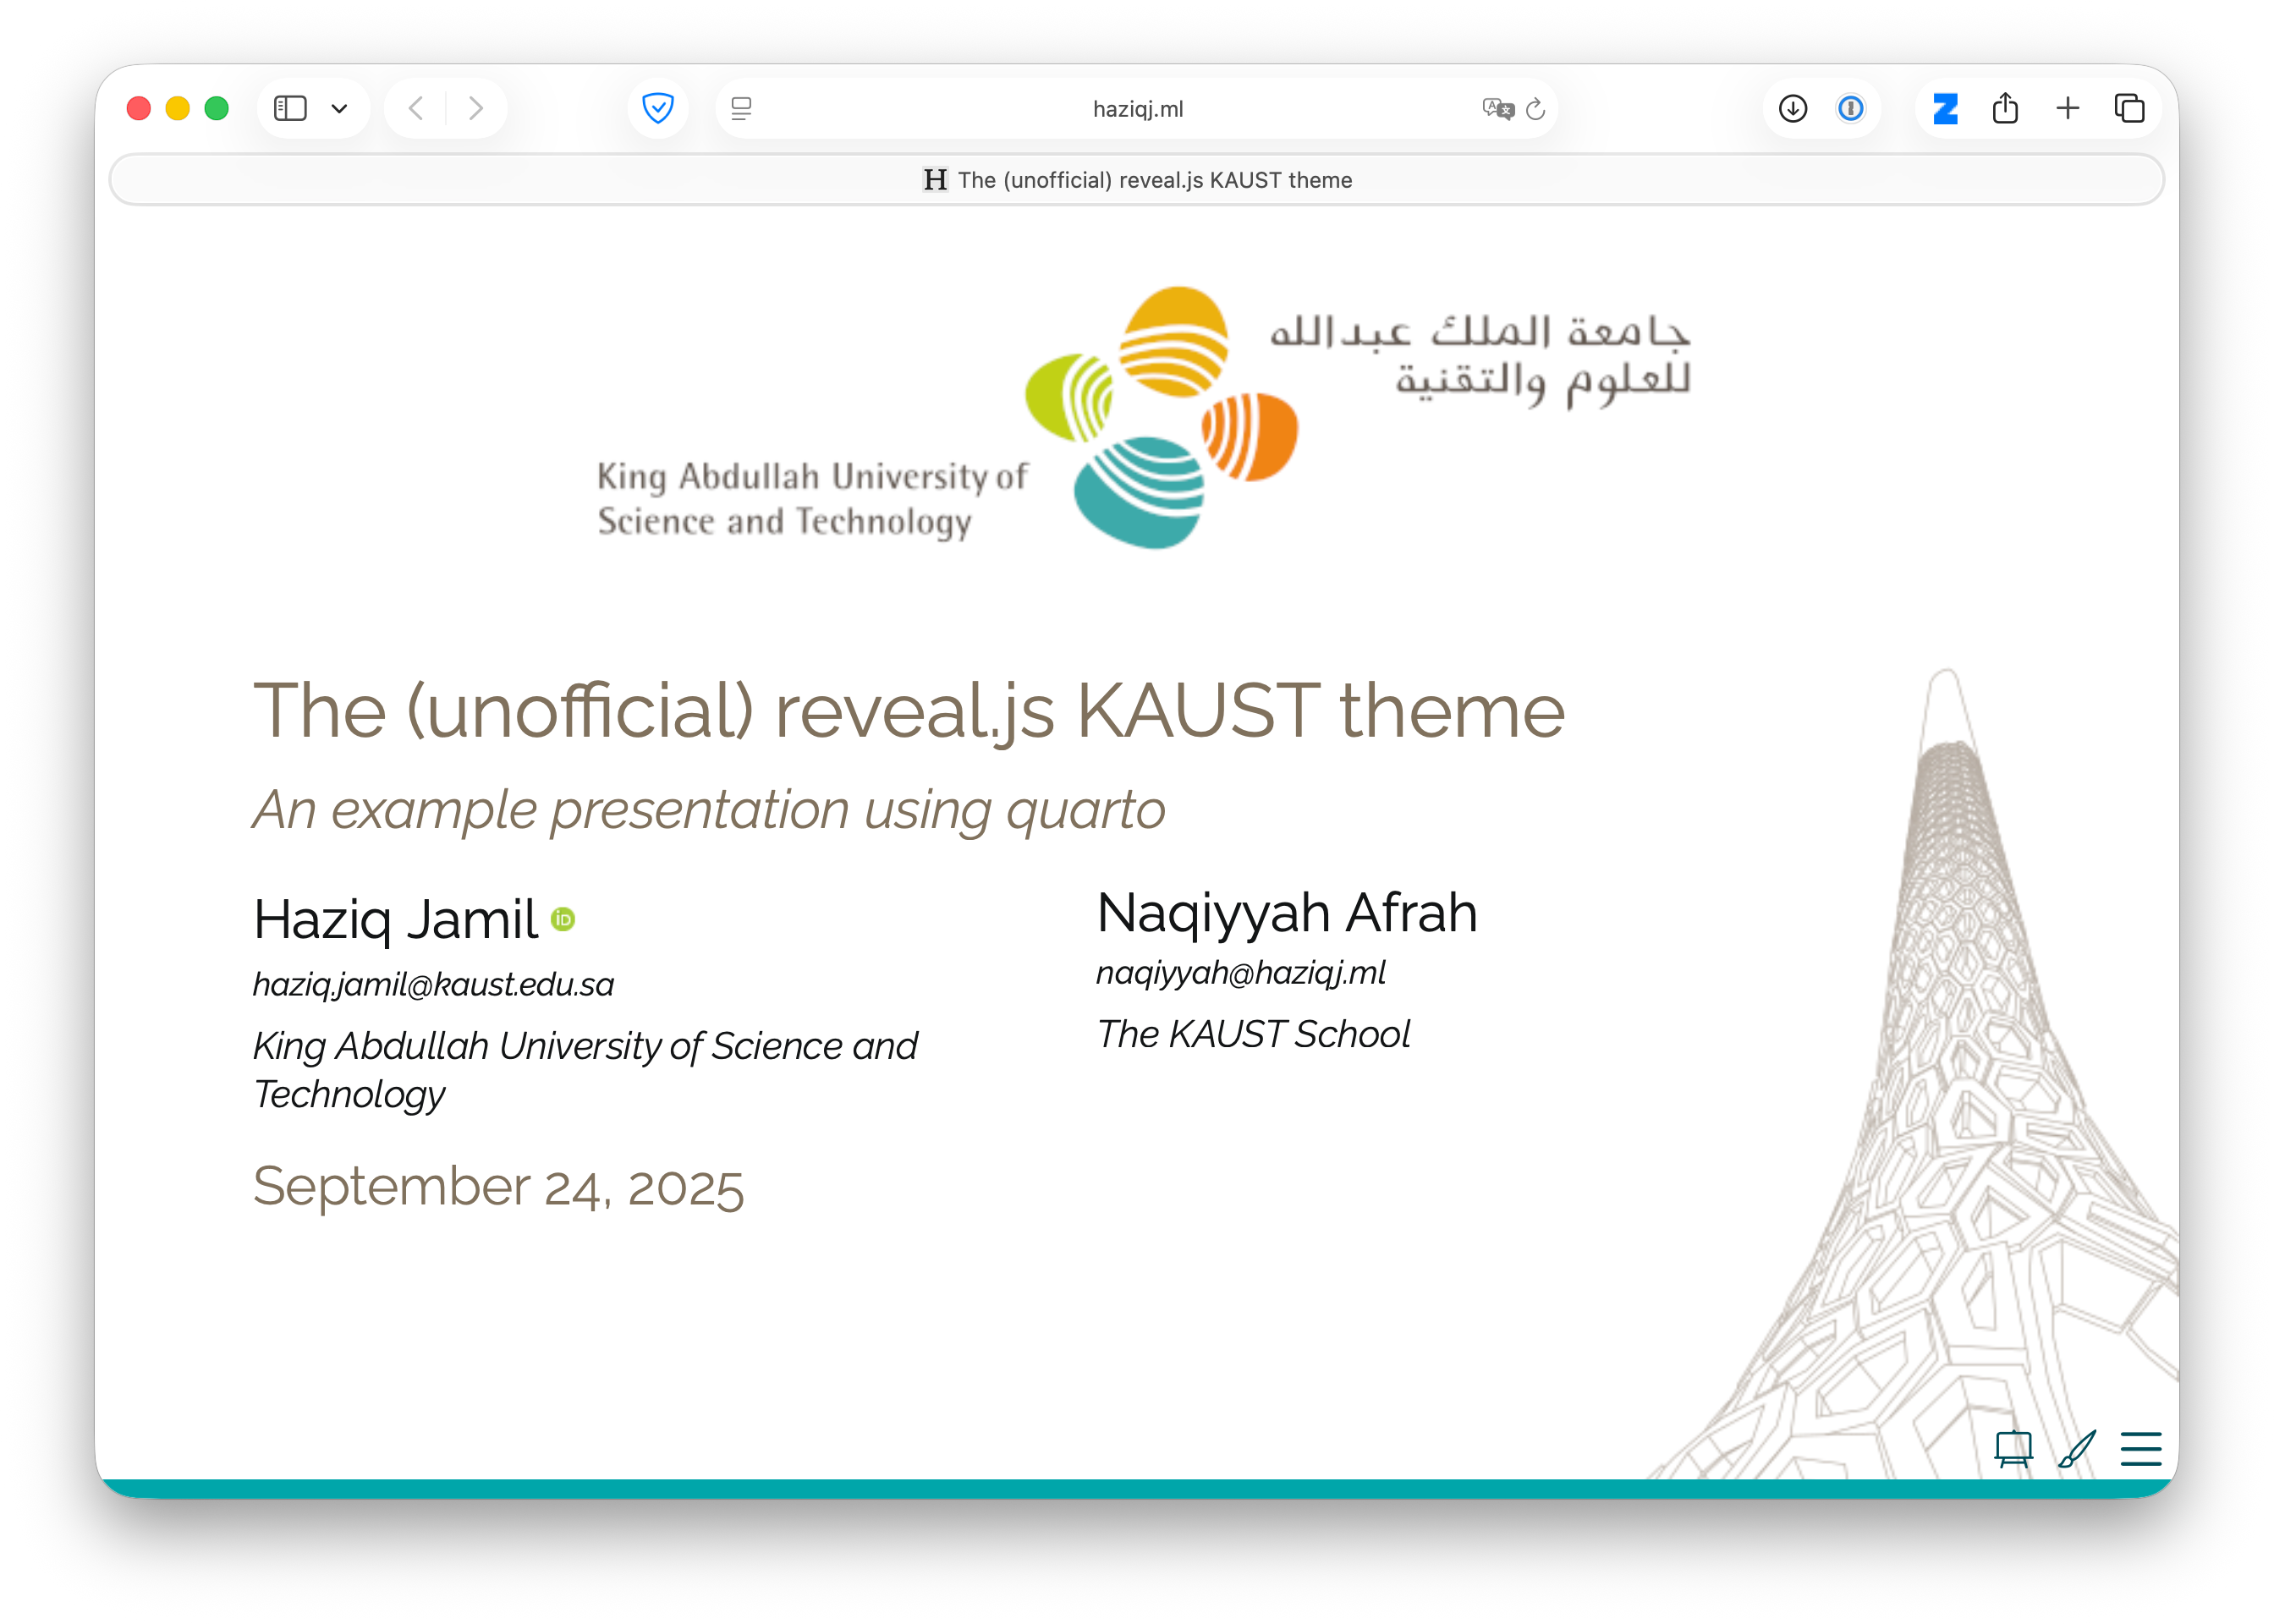 haziqj.ml
H The (unofficial) reveal.js KAUST theme
جامعة الملك عبدالله
للعلوم والتقنية
King Abdullah University of
Science and Technology
The (unofficial) reveal.js KAUST theme
An example presentation using quarto
Haziq Jamil iD
haziq.jamil@kaust.edu.sa
King Abdullah University of Science and
Technology
Naqiyyah Afrah
naqiyyah@haziqj.ml
The KAUST School
September 24, 2025